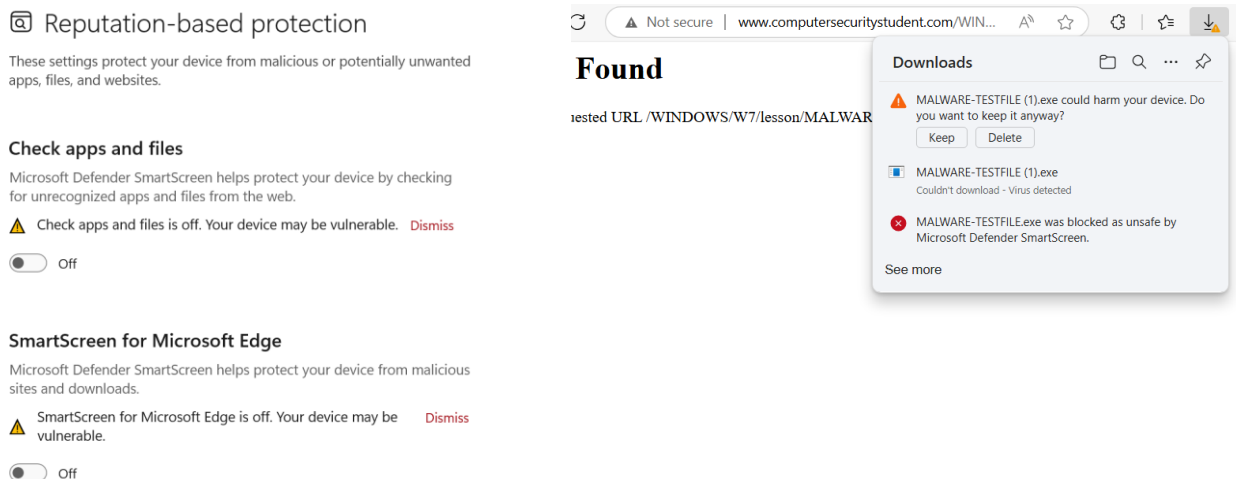 Reputation-based protection
These settings protect your device from malicious or potentially unwanted
apps, files, and websites.
Check apps and files
Microsoft Defender SmartScreen helps protect your device by checking
for unrecognized apps and files from the web.
Check apps and files is off. Your device may be vulnerable. Dismiss
Off
SmartScreen for Microsoft Edge
Microsoft Defender SmartScreen helps protect your device from malicious
sites and downloads.
SmartScreen for Microsoft Edge is off. Your device may be Dismiss
vulnerable.
Off
Not secure | www.computersecuritystudent.com/WIN...
Found
uested URL /WINDOWS/W7/lesson/MALWAR
Downloads
MALWARE-TESTFILE (1).exe could harm your device. Do
you want to keep it anyway?
Keep Delete
MALWARE-TESTFILE (1).exe
Couldn't download - Virus detected
MALWARE-TESTFILE.exe was blocked as unsafe by
Microsoft Defender SmartScreen.
See more